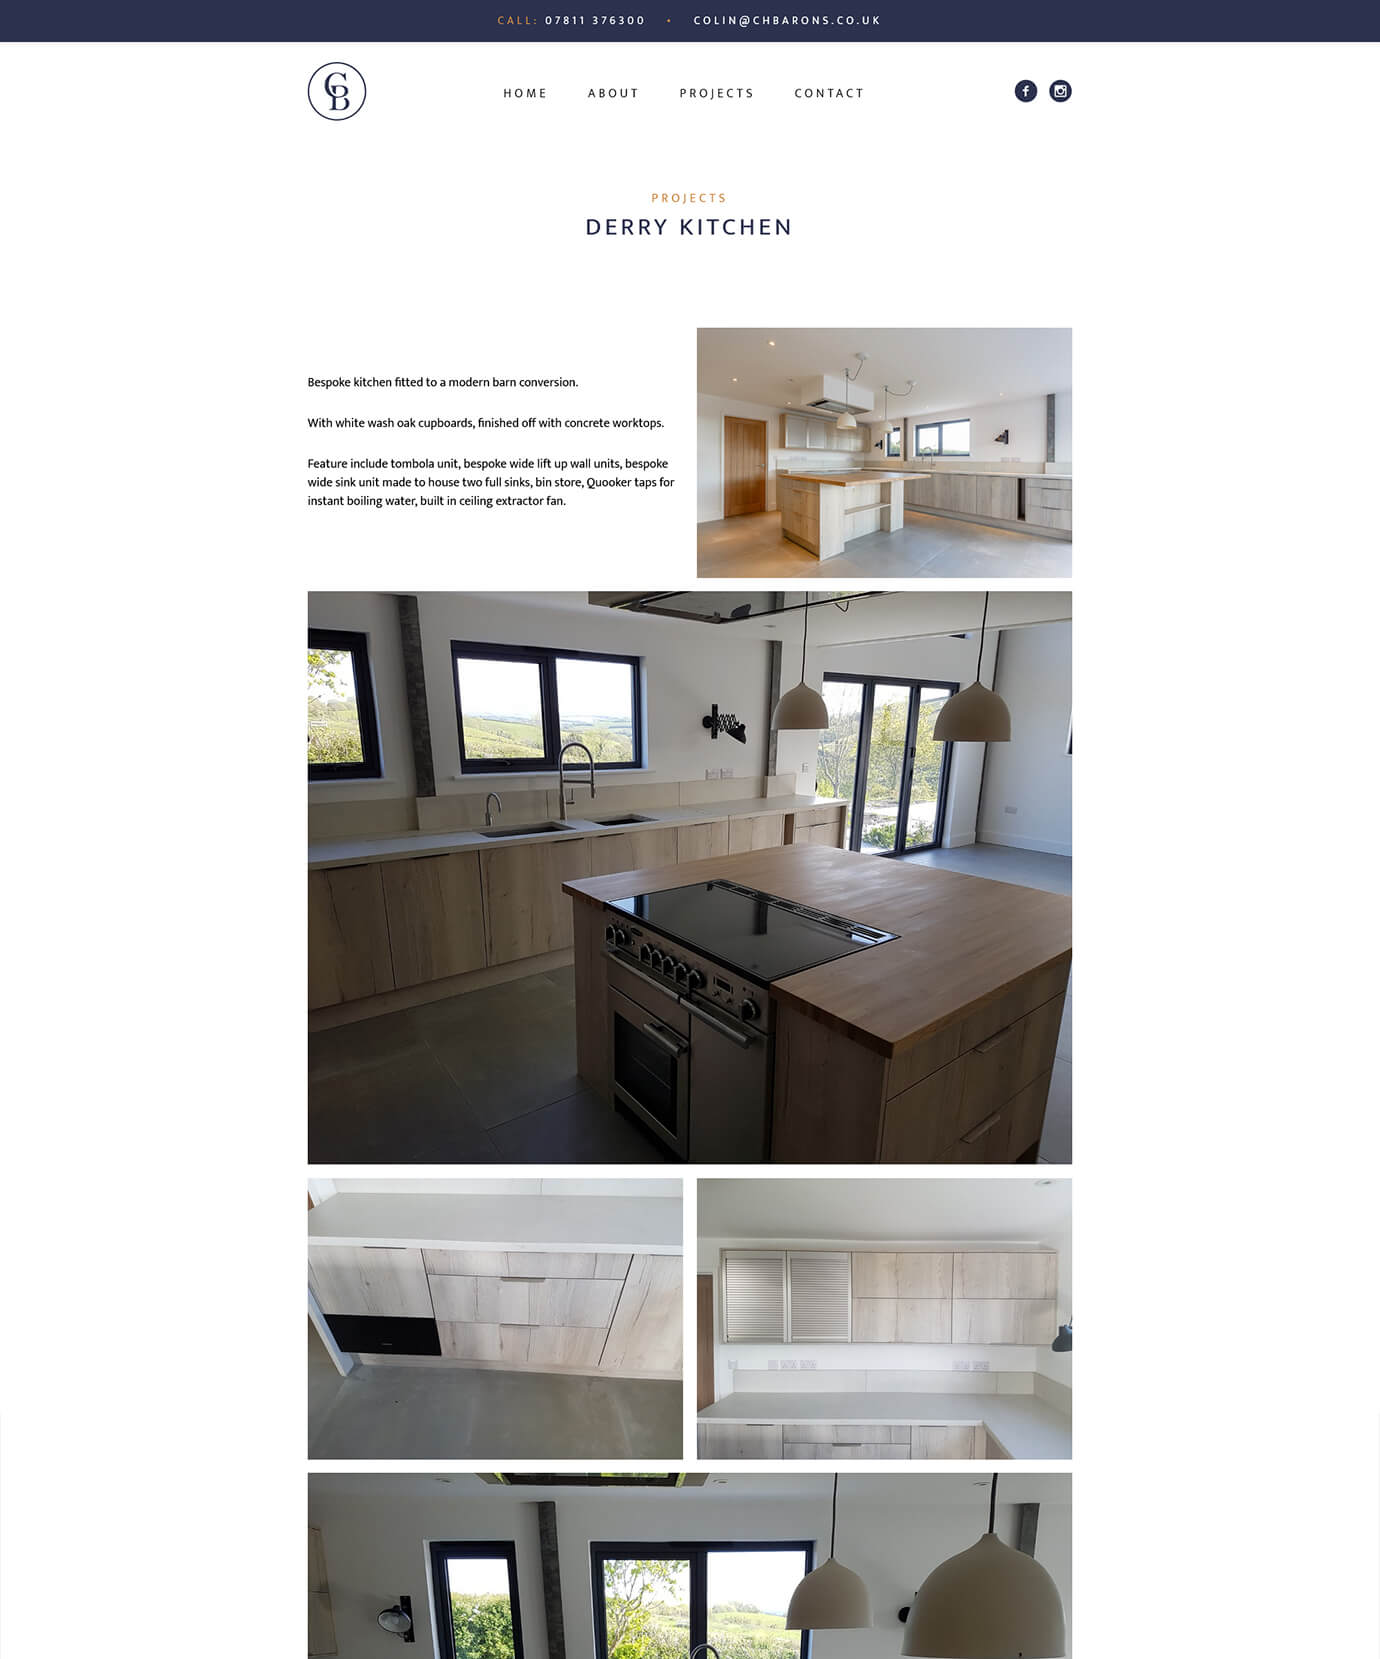 CALL: 07811 376300 • COLIN@CHBARONS.CO.UK
CB
HOME ABOUT PROJECTS CONTACT
PROJECTS
DERRY KITCHEN
Bespoke kitchen fitted to a modern barn conversion.
With white wash oak cupboards, finished off with concrete worktops.
Feature include tombola unit, bespoke wide lift up wall units, bespoke
wide sink unit made to house two full sinks, bin store, Quooker taps for
instant boiling water, built in ceiling extractor fan.